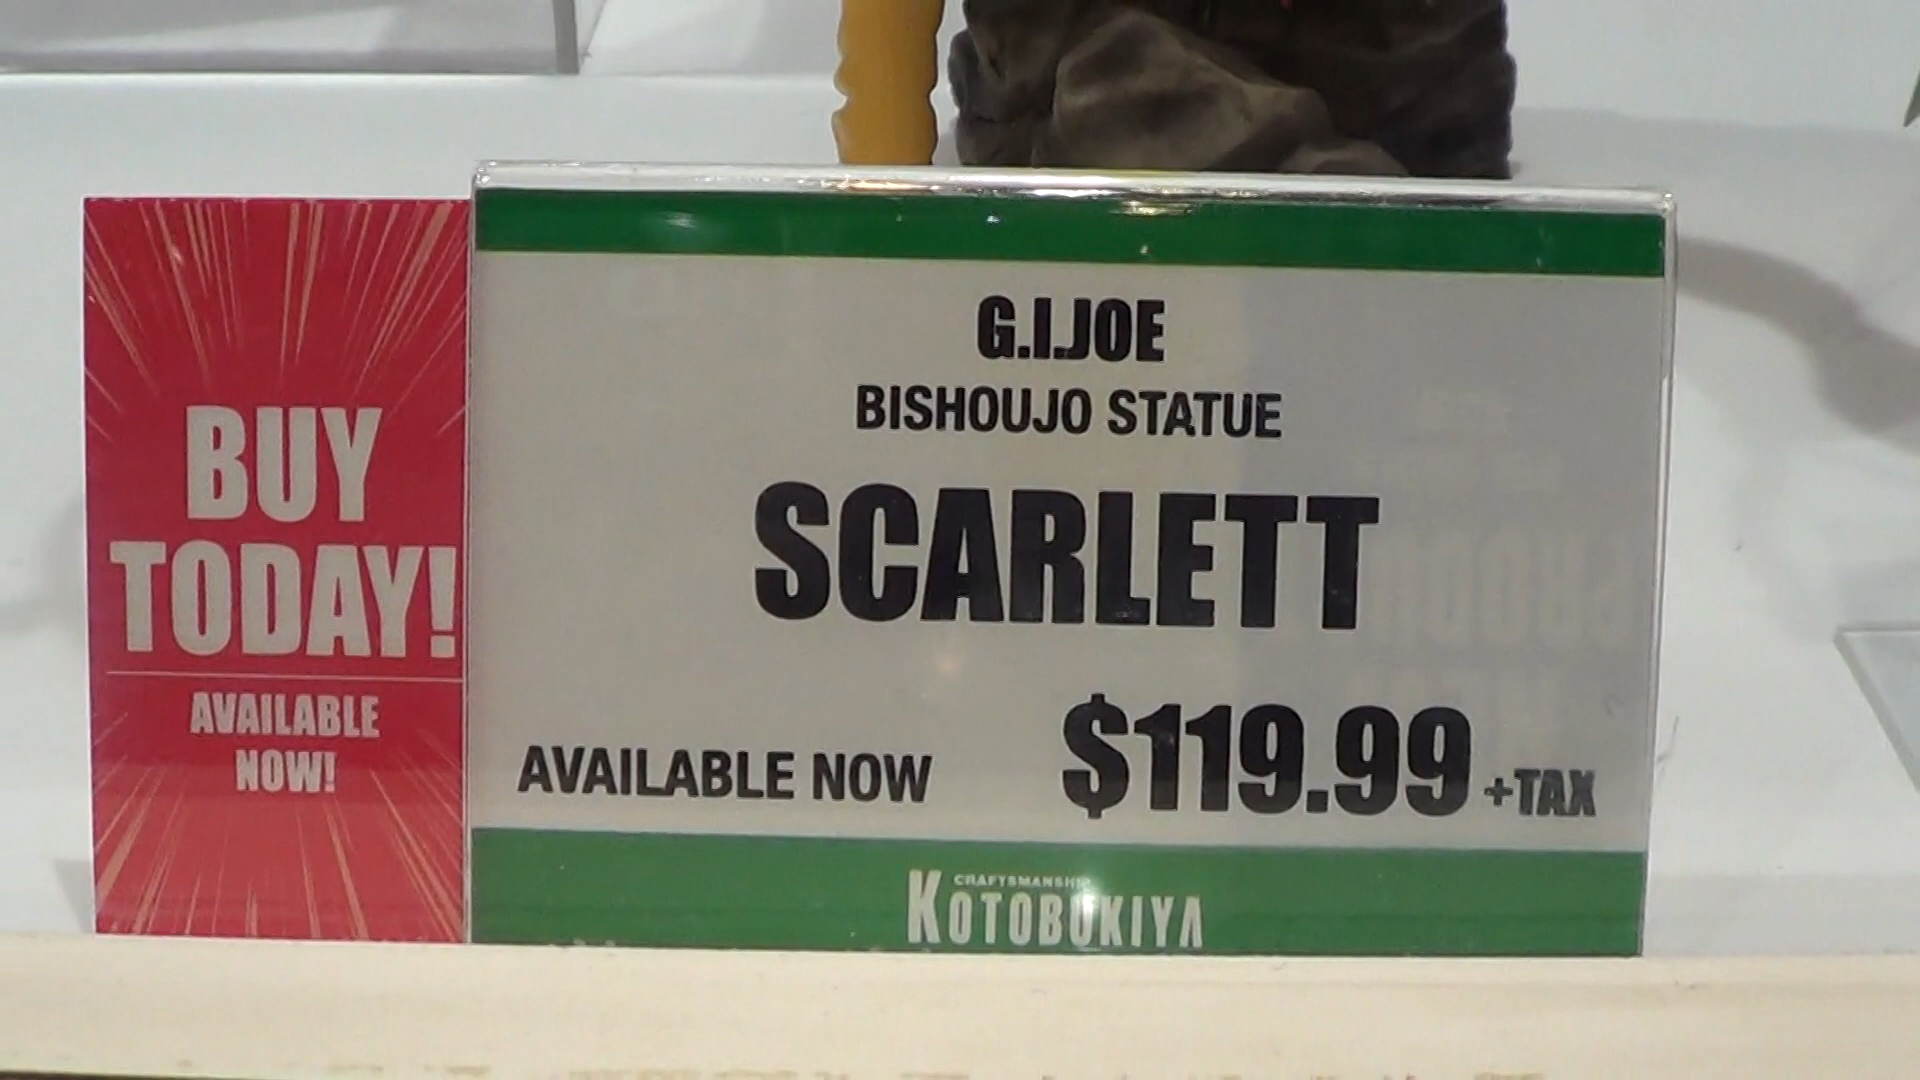 BUY
TODAY!
AVAILABLE
NOW!
G.I.JOE
BISHOUJO STATUE
SCARLETT
AVAILABLE NOW $119.99 +TAX
CRAFTSMANSHIP
KOTOBUKIYA